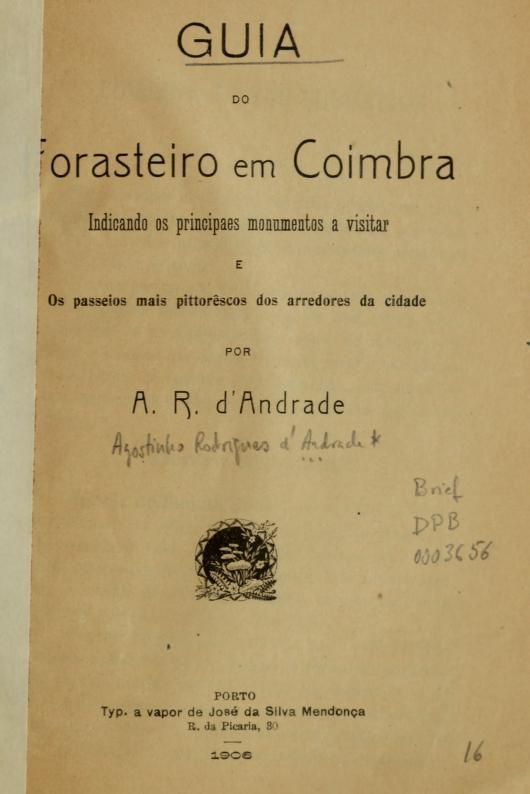 GUIA
DO
Forasteiro em Coimbra
Indicando os principaes monumentos a visitar
E
Os passeios mais pittorêscos dos arredores da cidade
POR
A. R. d'Andrade
Agostinho Rodrigues d'Andrade *
Brief
DPB
0003656
PORTO
Typ. a vapor de José da Silva Mendonça
R. da Picaria, 30
1906
16